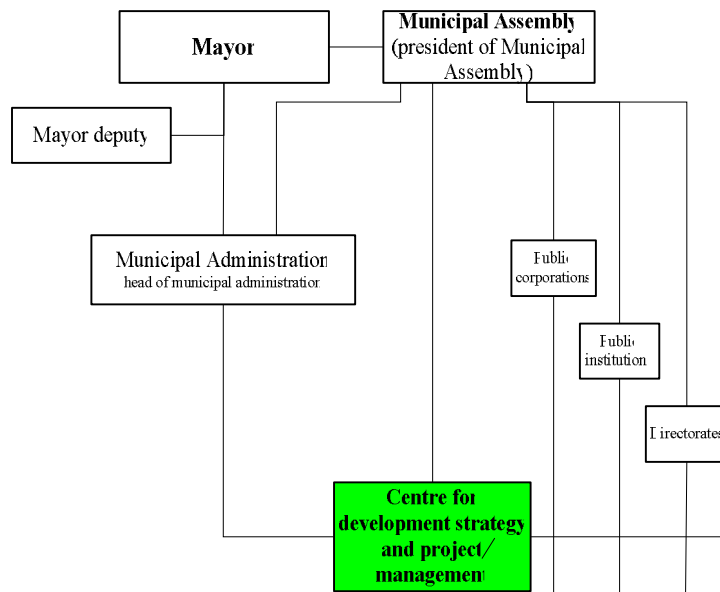 Mayor
Municipal Assembly
(president of Municipal
Assembly)
Mayor deputy
Municipal Administration
head of municipal administration
Public
corporations
Public
institution
Directorates
Centre for
development strategy
and project/
management